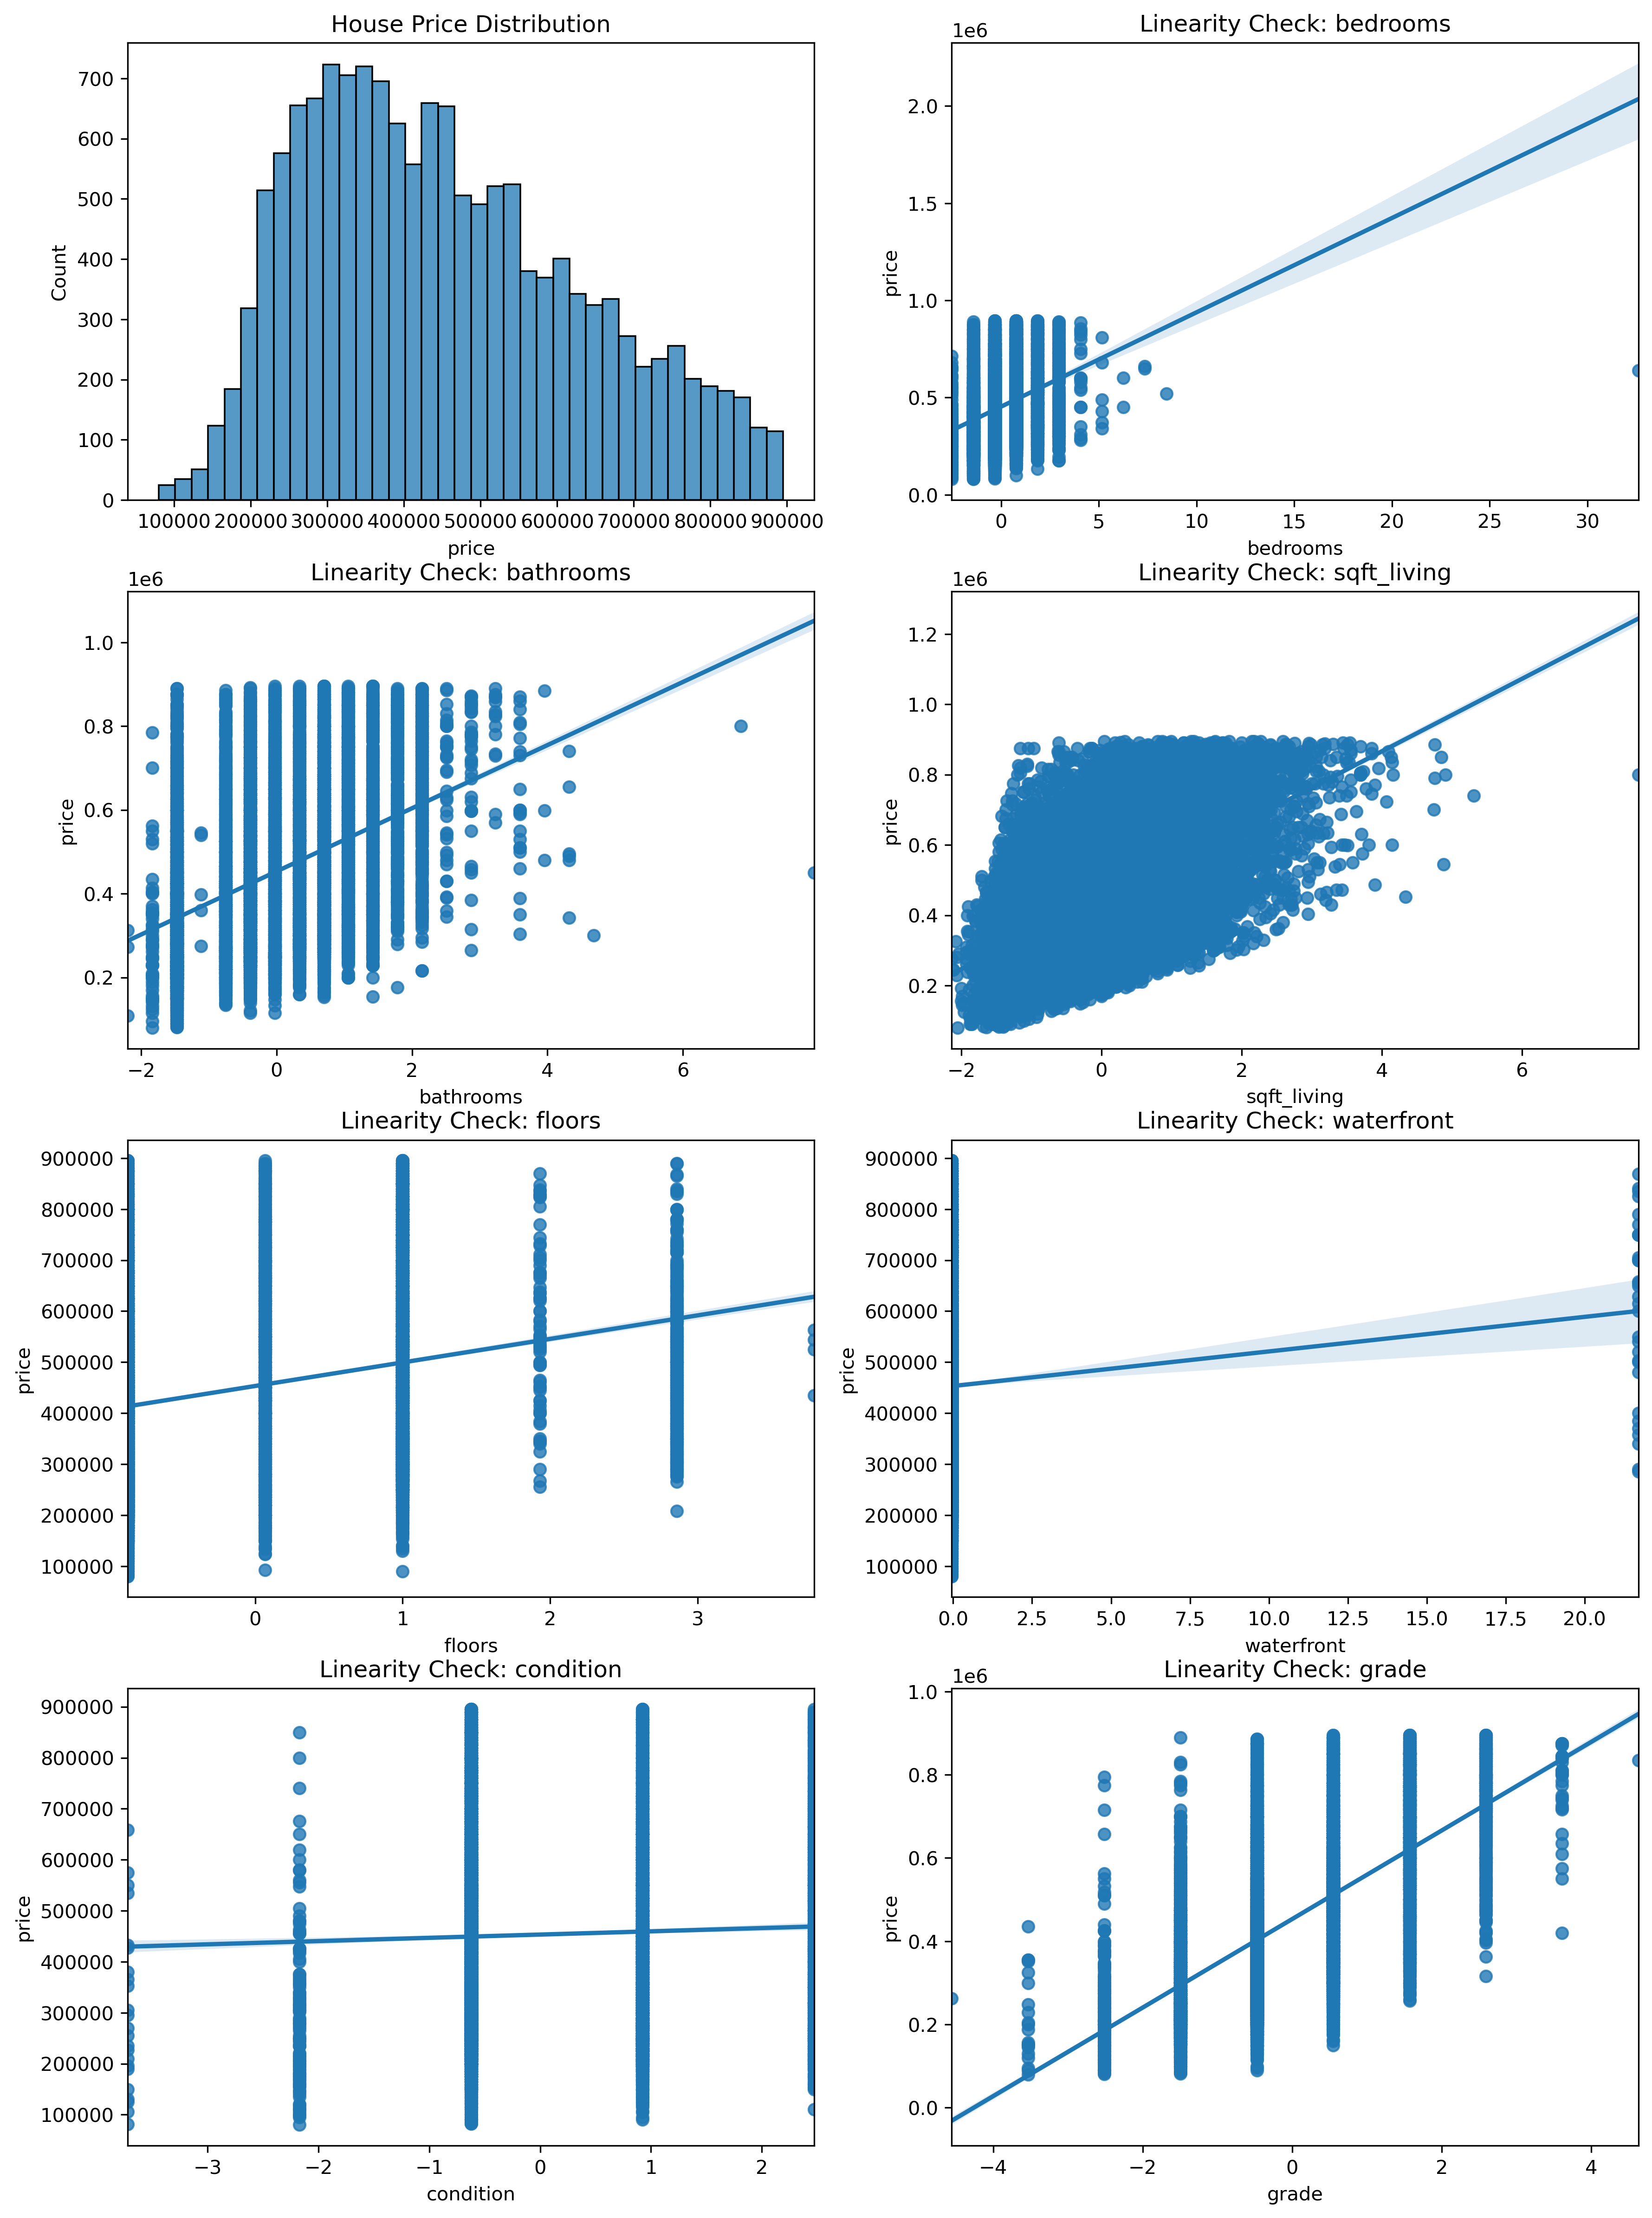 House Price Distribution
700
600
500
400
300
200
100
0
Count
100000 200000 300000 400000 500000 600000 700000 800000 900000
price
Linearity Check: bedrooms
1e6
2.0
1.5
1.0
0.5
0.0
price
0 5 10 15 20 25 30
bedrooms
Linearity Check: bathrooms
1e6
1.0
0.8
0.6
0.4
0.2
price
−2 0 2 4 6
bathrooms
Linearity Check: sqft_living
1e6
1.2
1.0
0.8
0.6
0.4
0.2
price
−2 0 2 4 6
sqft_living
Linearity Check: floors
900000
800000
700000
600000
500000
400000
300000
200000
100000
price
0 1 2 3
floors
Linearity Check: waterfront
900000
800000
700000
600000
500000
400000
300000
200000
100000
price
0.0 2.5 5.0 7.5 10.0 12.5 15.0 17.5 20.0
waterfront
Linearity Check: condition
900000
800000
700000
600000
500000
400000
300000
200000
100000
price
−3 −2 −1 0 1 2
condition
Linearity Check: grade
1e6
1.0
0.8
0.6
0.4
0.2
0.0
price
−4 −2 0 2 4
grade